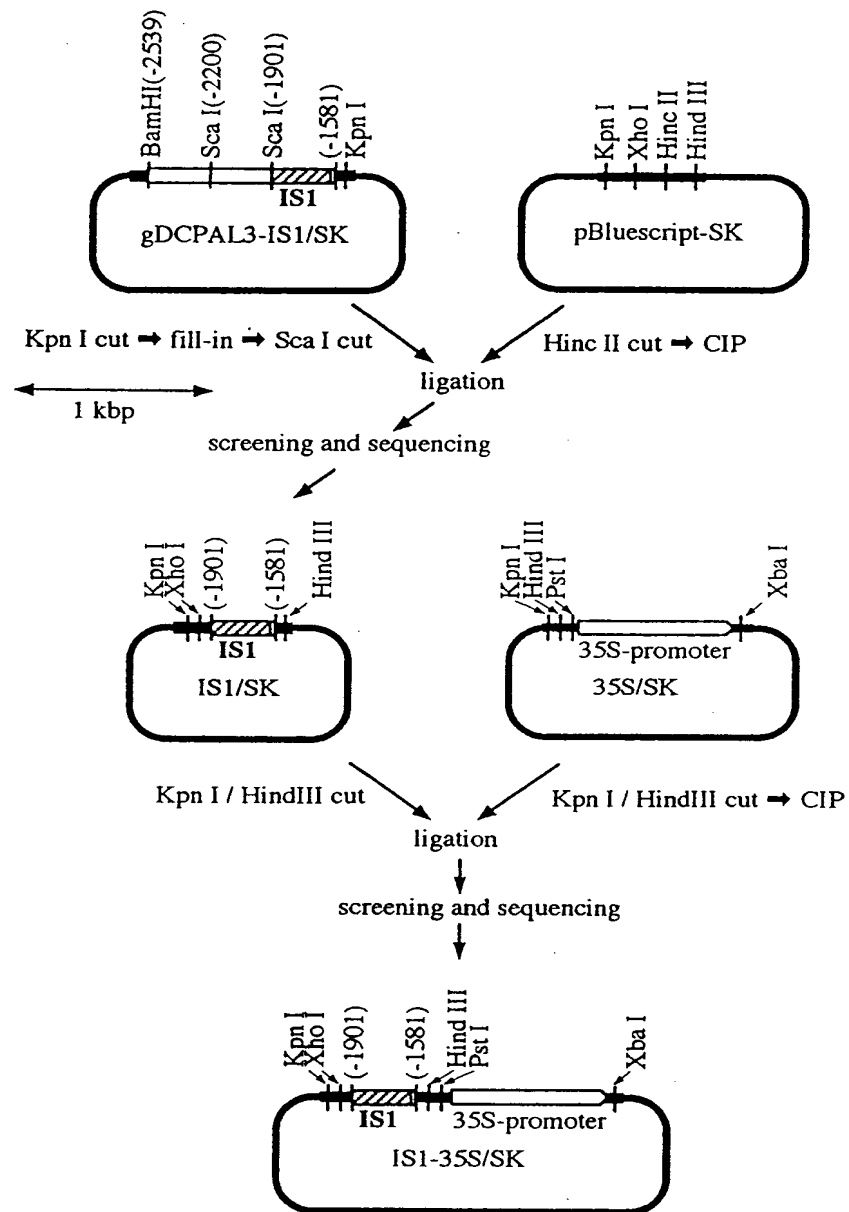 BamHI(-2539)
Sca I(-2200)
Sca I(-1901)
(-1581)
Kpn I
IS1
gDCPAL3-IS1/SK
Kpn I
Xho I
Hinc II
Hind III
pBluescript-SK
Kpn I cut ➡ fill-in ➡ Sca I cut
Hinc II cut ➡ CIP
ligation
1 kbp
screening and sequencing
Kpn I
Xho I
(-1901)
(-1581)
Hind III
IS1
IS1/SK
Kpn I
Hind III
Pst I
Xba I
35S-promoter
35S/SK
Kpn I / HindIII cut
Kpn I / HindIII cut ➡ CIP
ligation
screening and sequencing
Kpn I
Xho I
(-1901)
(-1581)
Hind III
Pst I
Xba I
IS1
35S-promoter
IS1-35S/SK